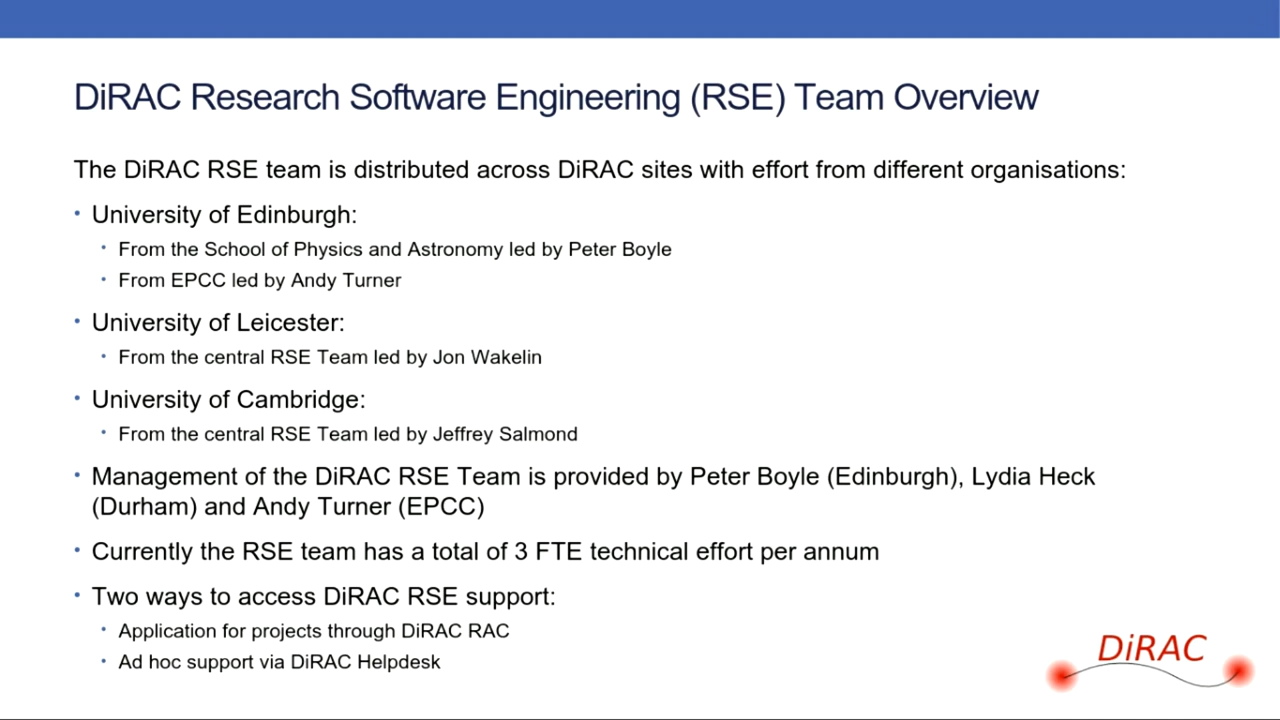 DiRAC Research Software Engineering (RSE) Team Overview
The DiRAC RSE team is distributed across DiRAC sites with effort from different organisations:
• University of Edinburgh:
• From the School of Physics and Astronomy led by Peter Boyle
• From EPCC led by Andy Turner
• University of Leicester:
• From the central RSE Team led by Jon Wakelin
• University of Cambridge:
• From the central RSE Team led by Jeffrey Salmond
• Management of the DiRAC RSE Team is provided by Peter Boyle (Edinburgh), Lydia Heck
(Durham) and Andy Turner (EPCC)
• Currently the RSE team has a total of 3 FTE technical effort per annum
• Two ways to access DiRAC RSE support:
• Application for projects through DiRAC RAC
• Ad hoc support via DiRAC Helpdesk
DiRAC